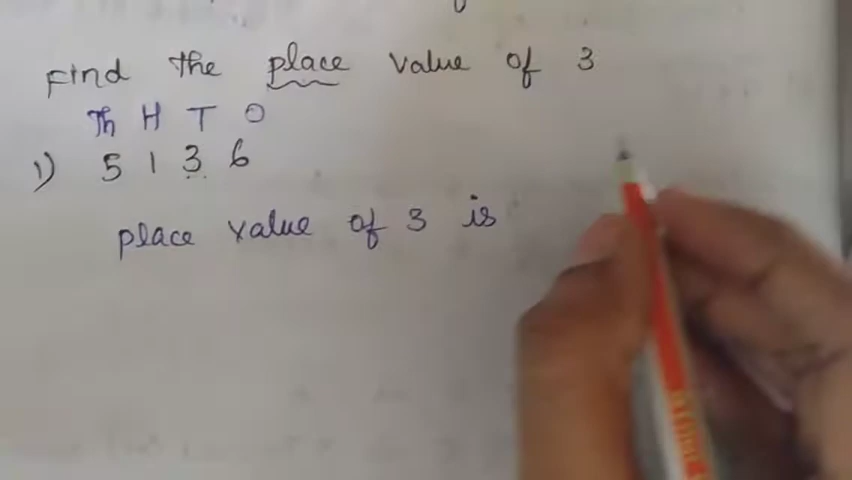 Find the place value of 3
Th H T O
1) 5 1 3 6
place value of 3 is